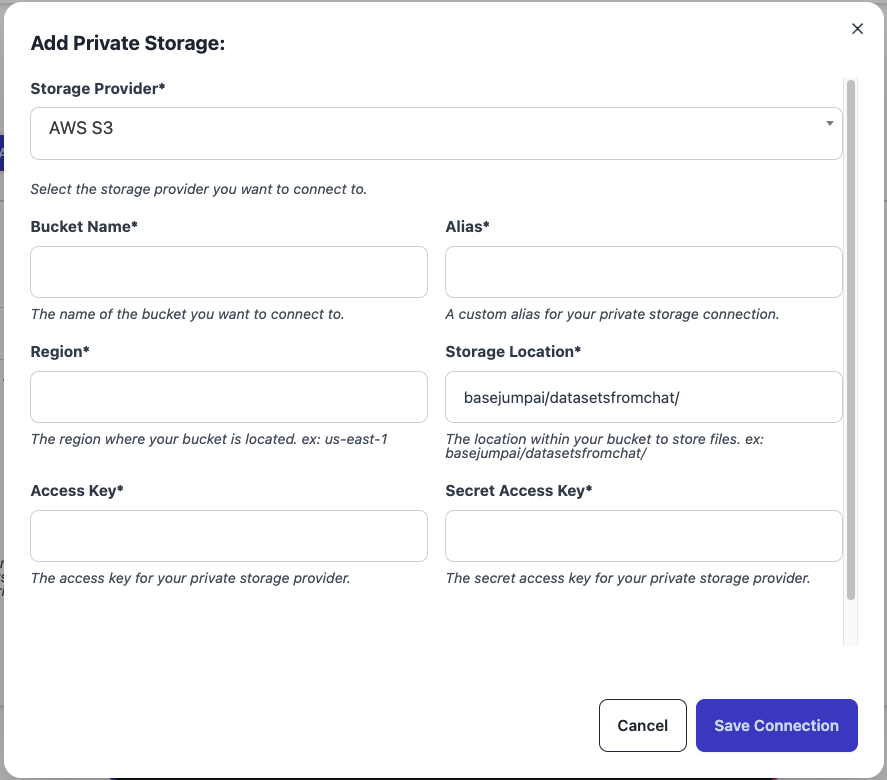 Add Private Storage:
Storage Provider*
AWS S3
Select the storage provider you want to connect to.
Bucket Name*
Alias*
The name of the bucket you want to connect to.
A custom alias for your private storage connection.
Region*
Storage Location*
basejumpai/datasetsfromchat/
The region where your bucket is located. ex: us-east-1
The location within your bucket to store files. ex:
basejumpai/datasetsfromchat/
Access Key*
Secret Access Key*
The access key for your private storage provider.
The secret access key for your private storage provider.
Cancel
Save Connection